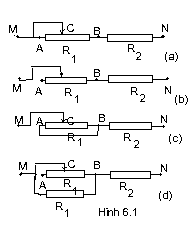 M A C B N
R1 R2 (a)
M A B N
R1 R2 (b)
M A C B N
R1 R2 (c)
M C B N
A R1 R2 (d)
R1 Hình 6.1